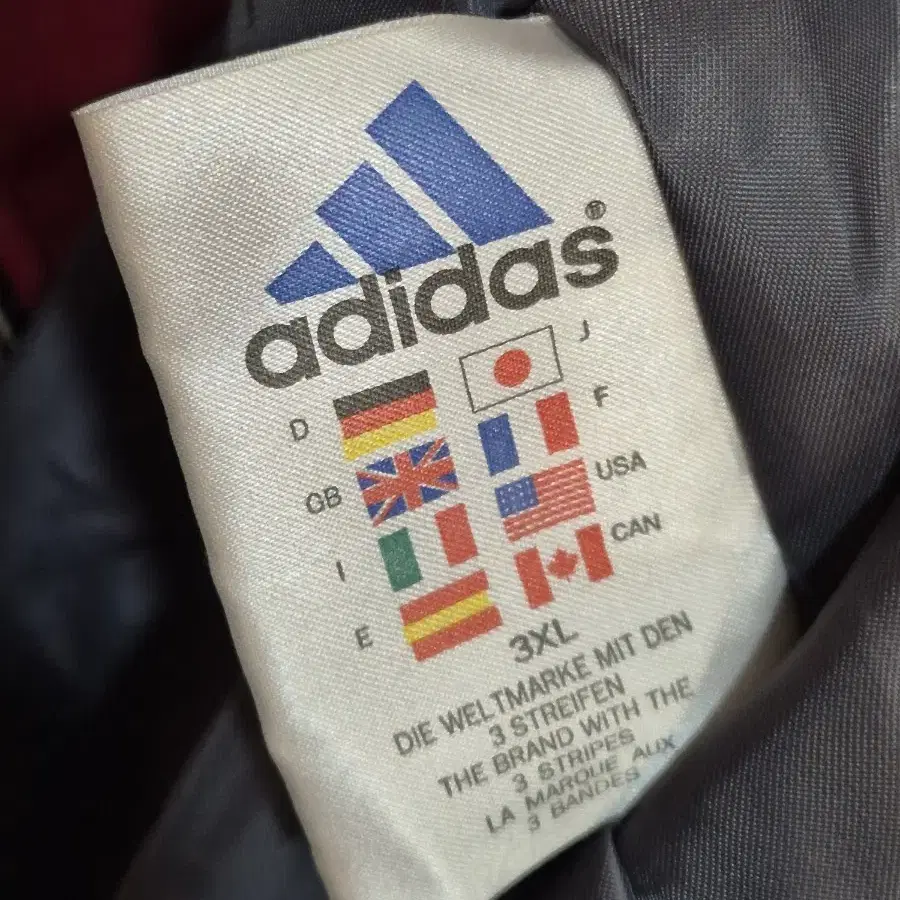 adidas®
D
J
GB
F
I
USA
E
CAN
3XL
DIE WELTMARKE MIT DEN
3 STREIFEN
THE BRAND WITH THE
3 STRIPES
LA MARQUE AUX
3 BANDES